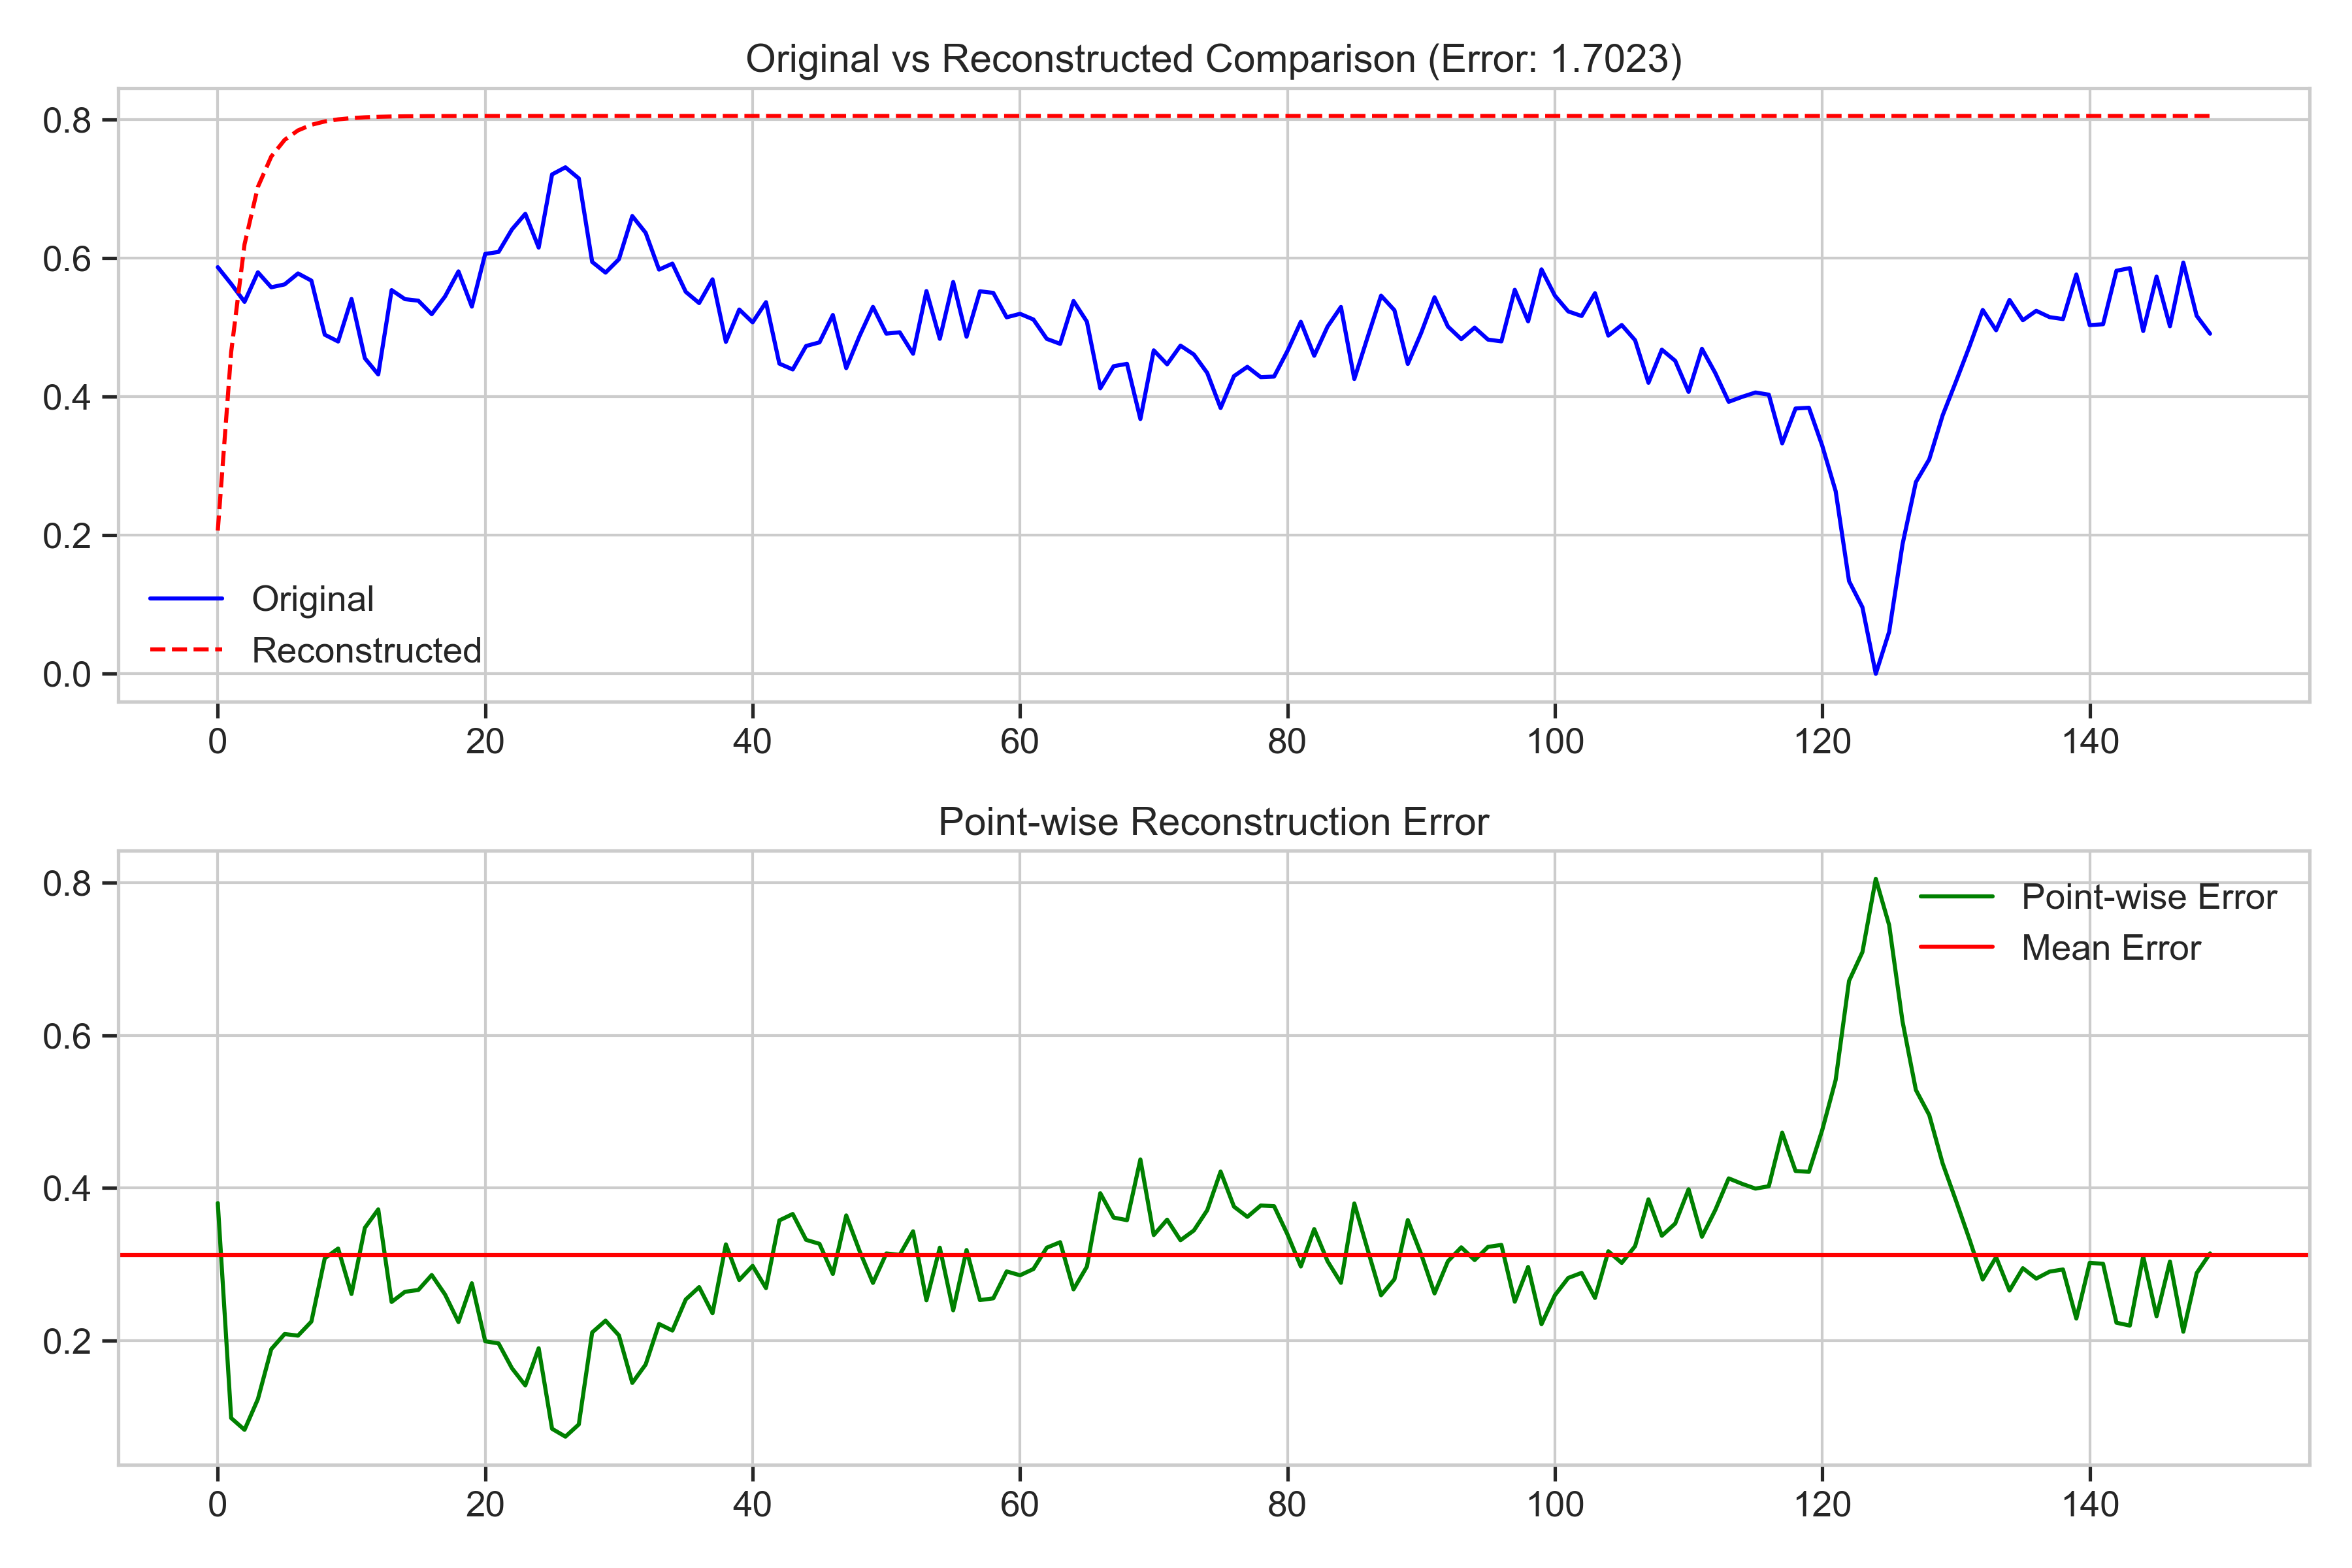 Original vs Reconstructed Comparison (Error: 1.7023)
0.8
0.6
0.4
0.2
0.0
Original
Reconstructed
0 20 40 60 80 100 120 140
Point-wise Reconstruction Error
0.8
0.6
0.4
0.2
Point-wise Error
Mean Error
0 20 40 60 80 100 120 140